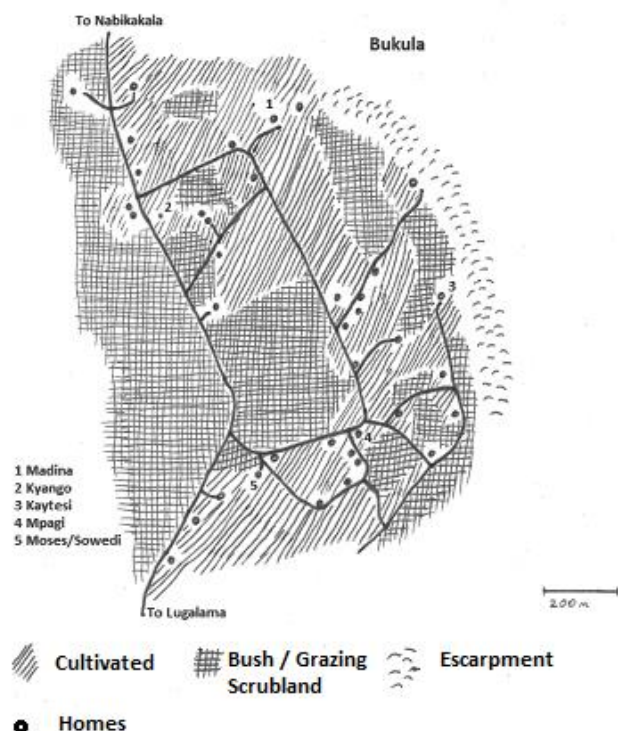 To Nabikakala
Bukula
1
2
3
4
5
1 Madina
2 Kyango
3 Kaytesi
4 Mpagi
5 Moses/Sowedi
To Lugalama
200m
Cultivated
Bush / Grazing
Scrubland
Escarpment
Homes